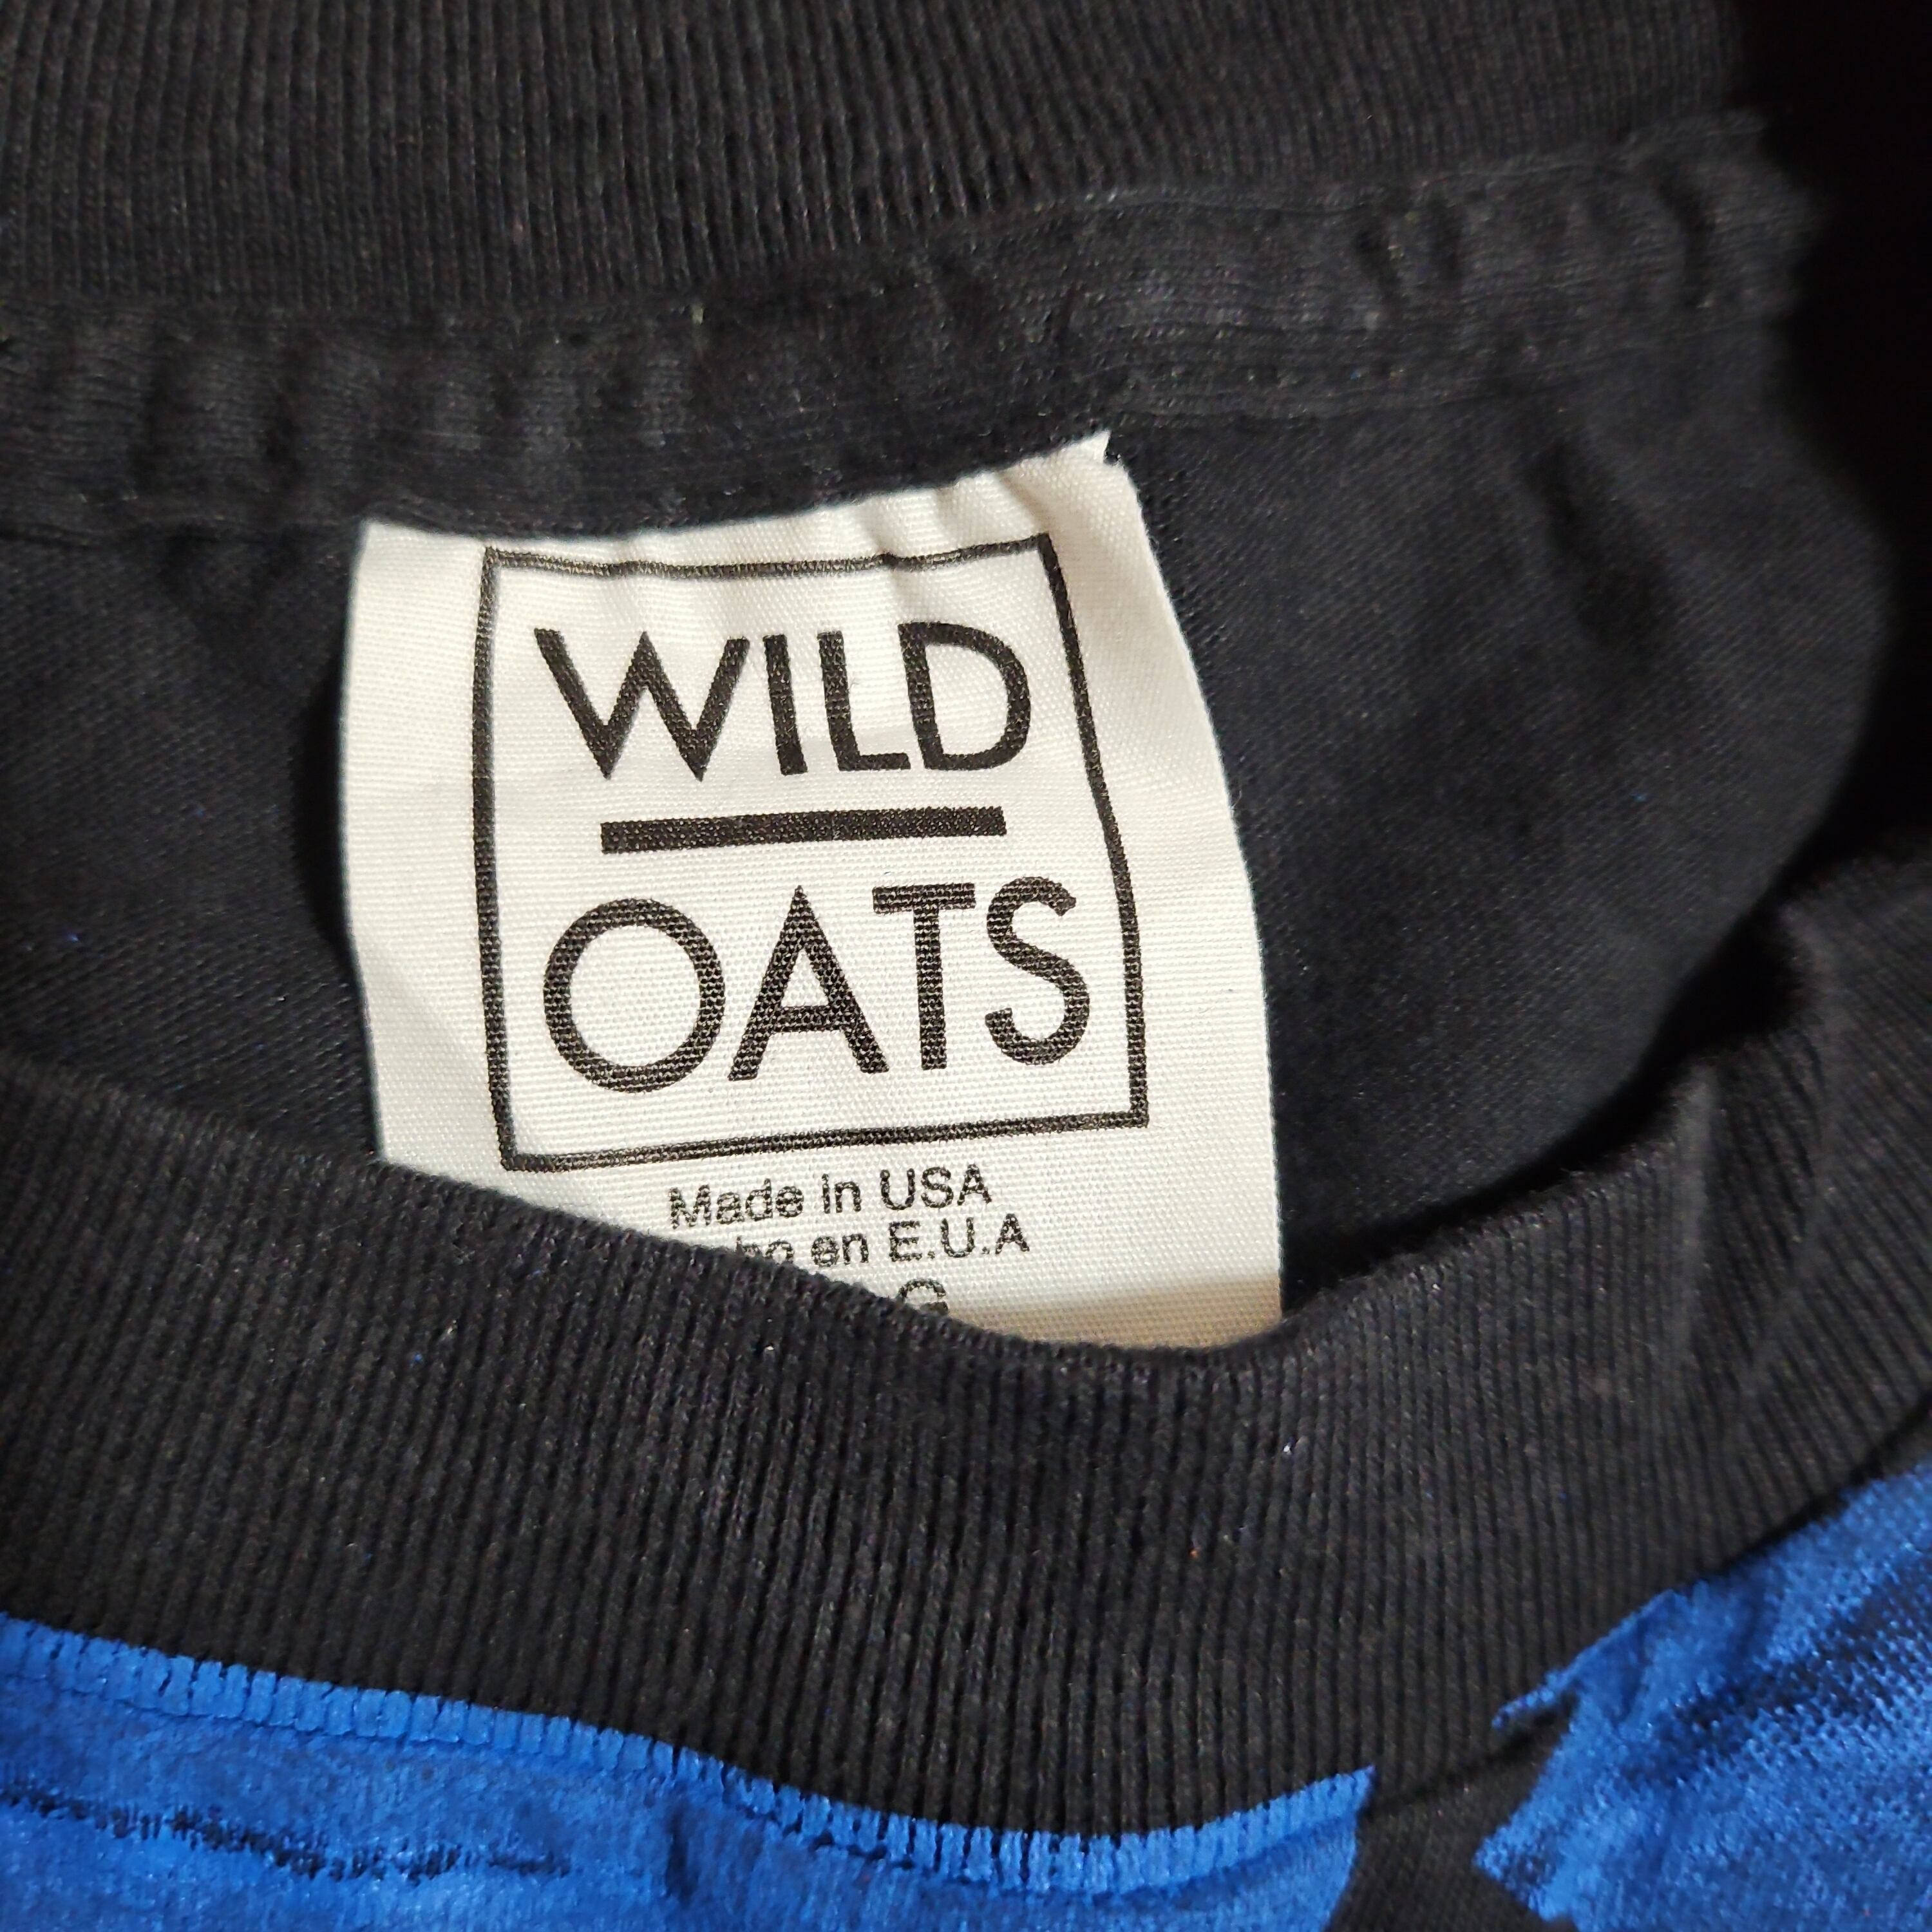 WILD
OATS
Made in USA
en E.U.A
G